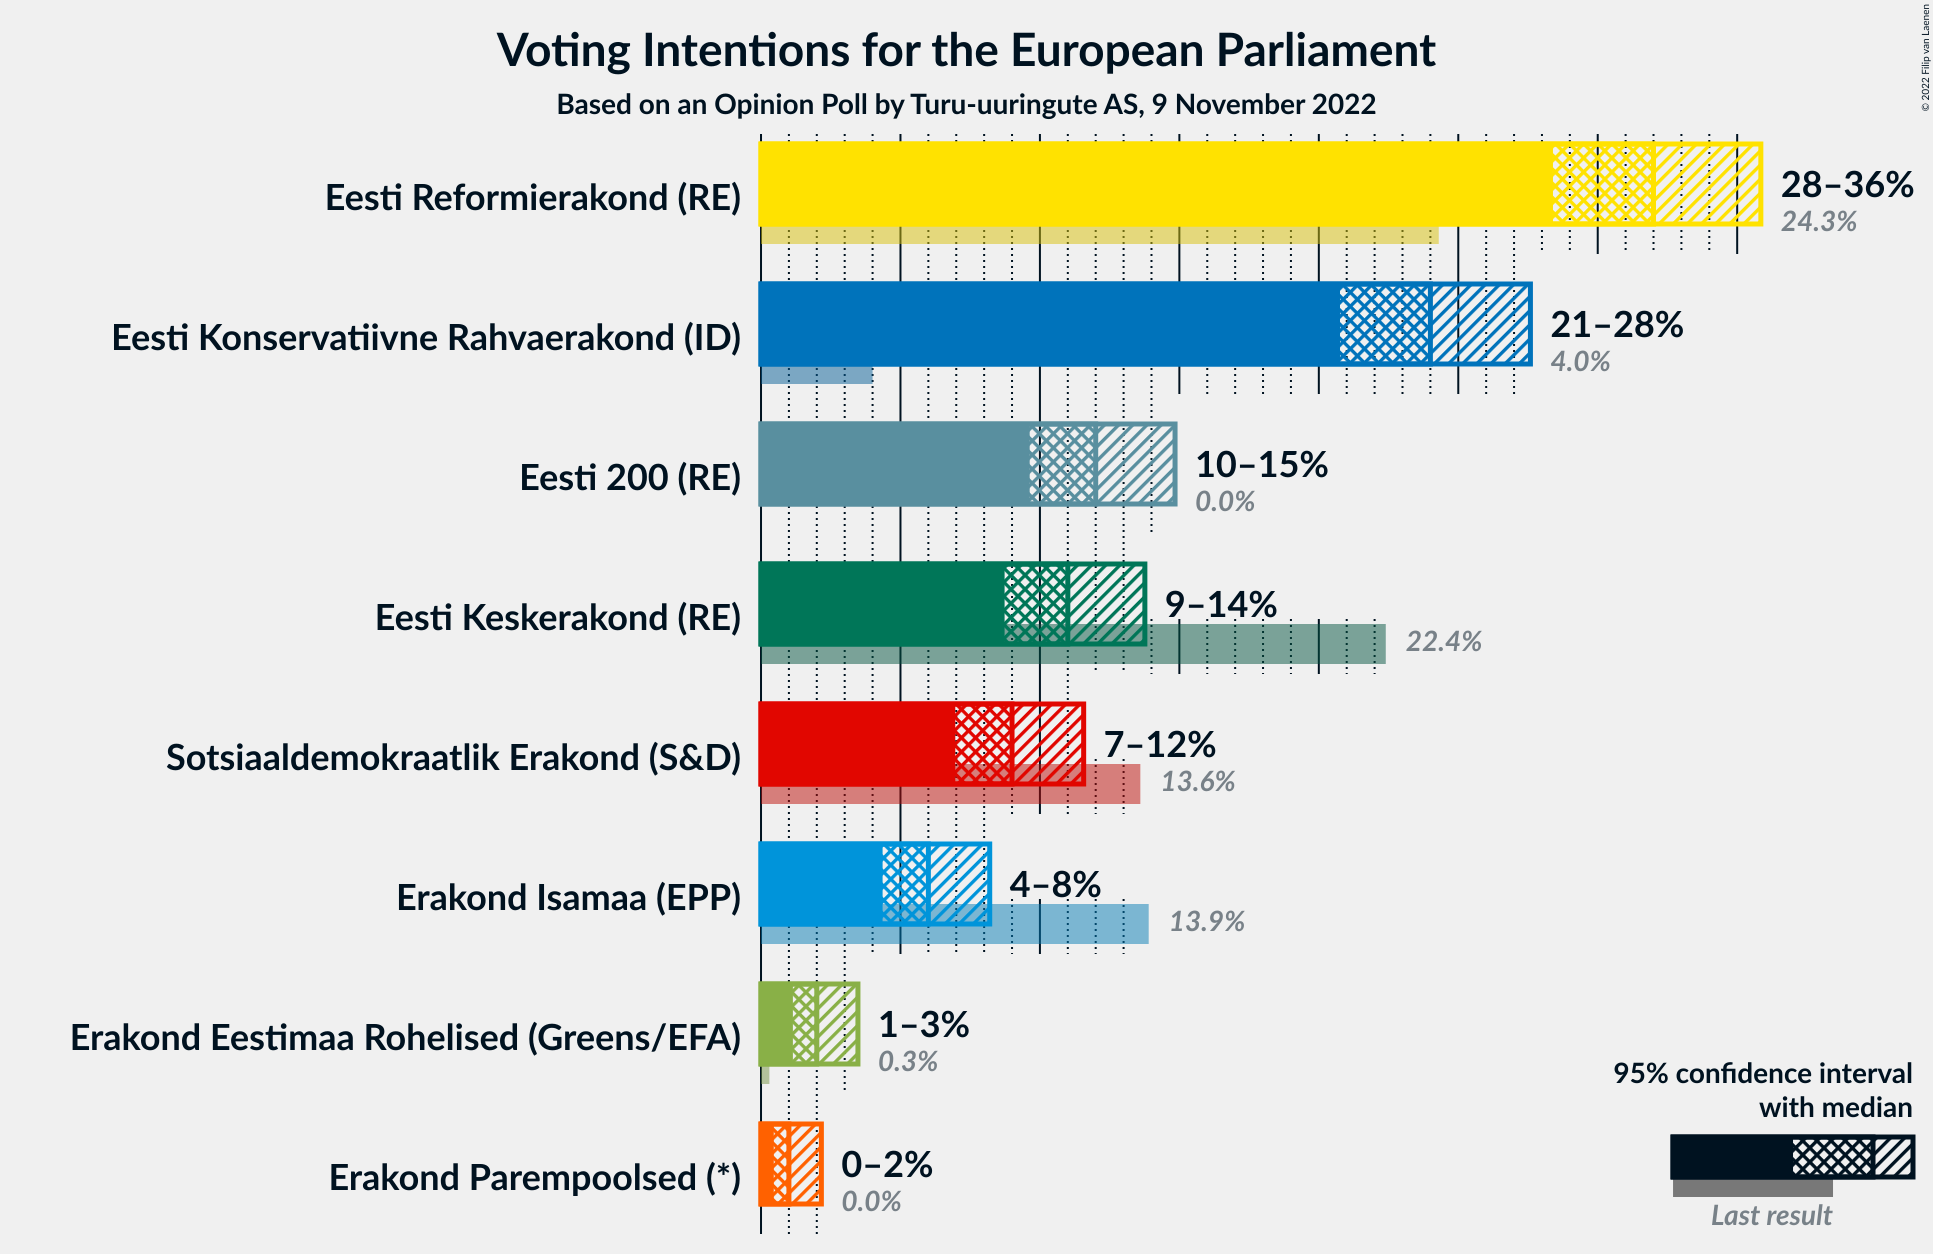 Voting Intentions for the European Parliament
Based on an Opinion Poll by Turu-uuringute AS, 9 November 2022
© 2022 Filip van Laenen
Eesti Reformierakond (RE)
28–36%
24.3%
Eesti Konservatiivne Rahvaerakond (ID)
21–28%
4.0%
Eesti 200 (RE)
10–15%
0.0%
Eesti Keskerakond (RE)
9–14%
22.4%
Sotsiaaldemokraatlik Erakond (S&D)
7–12%
13.6%
Erakond Isamaa (EPP)
4–8%
13.9%
Erakond Eestimaa Rohelised (Greens/EFA)
1–3%
0.3%
Erakond Parempoolsed (*)
0–2%
0.0%
95% confidence interval
with median
Last result